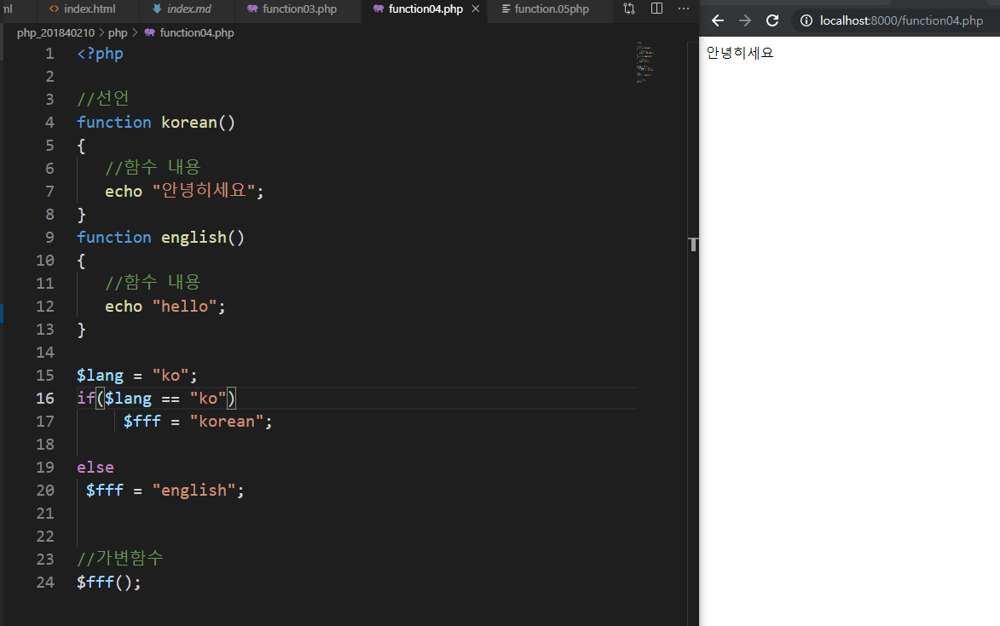 ml index.html index.md function03.php function04.php function.05php
php_201840210 > php > function04.php
localhost:8000/function04.php
1 <?php
2
3 //선언
4 function korean()
5 {
6 //함수 내용
7 echo "안녕히세요";
8 }
9 function english()
10 {
11 //함수 내용
12 echo "hello";
13 }
14
15 $lang = "ko";
16 if($lang == "ko")
17 $fff = "korean";
18
19 else
20 $fff = "english";
21
22
23 //가변함수
24 $fff();
안녕히세요